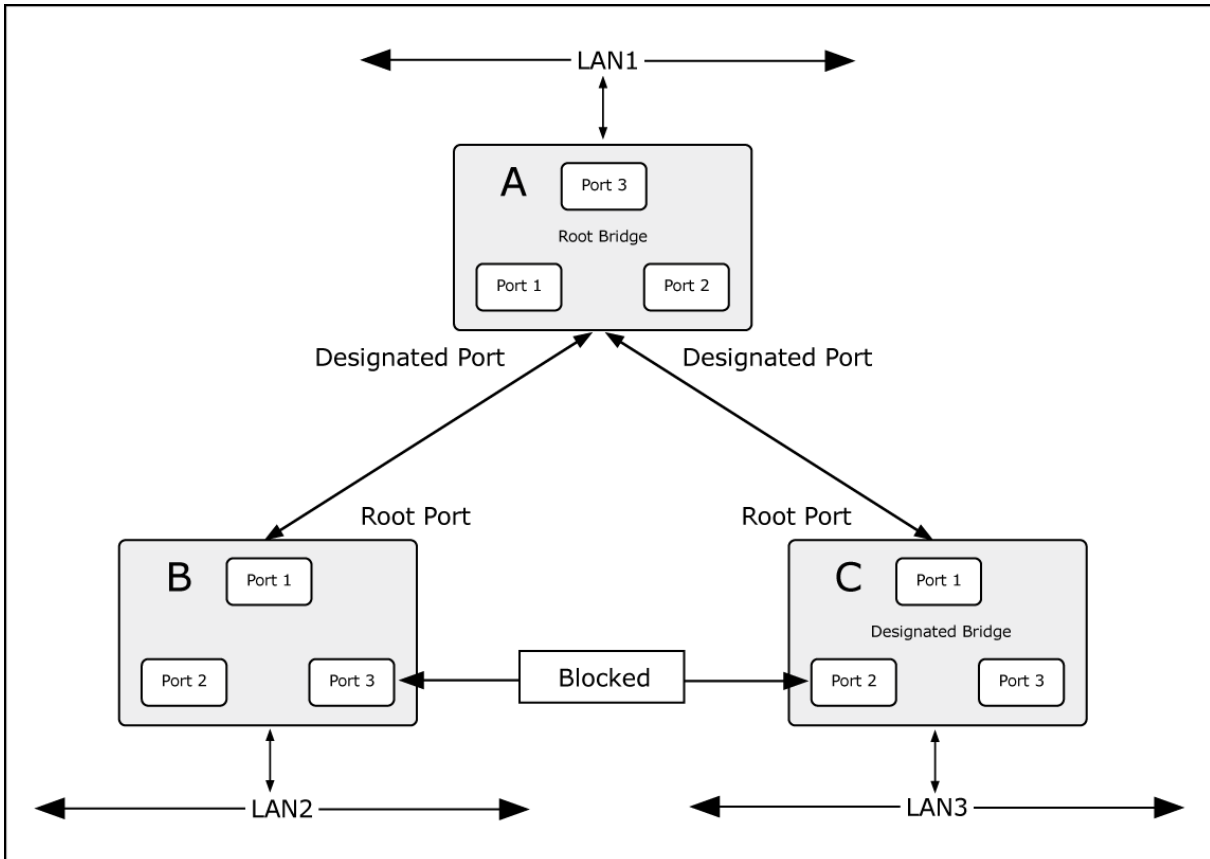 LAN1
A
Port 3
Root Bridge
Port 1
Port 2
Designated Port
Designated Port
Root Port
Root Port
B
Port 1
Port 2
Port 3
Blocked
C
Port 1
Designated Bridge
Port 2
Port 3
LAN2
LAN3